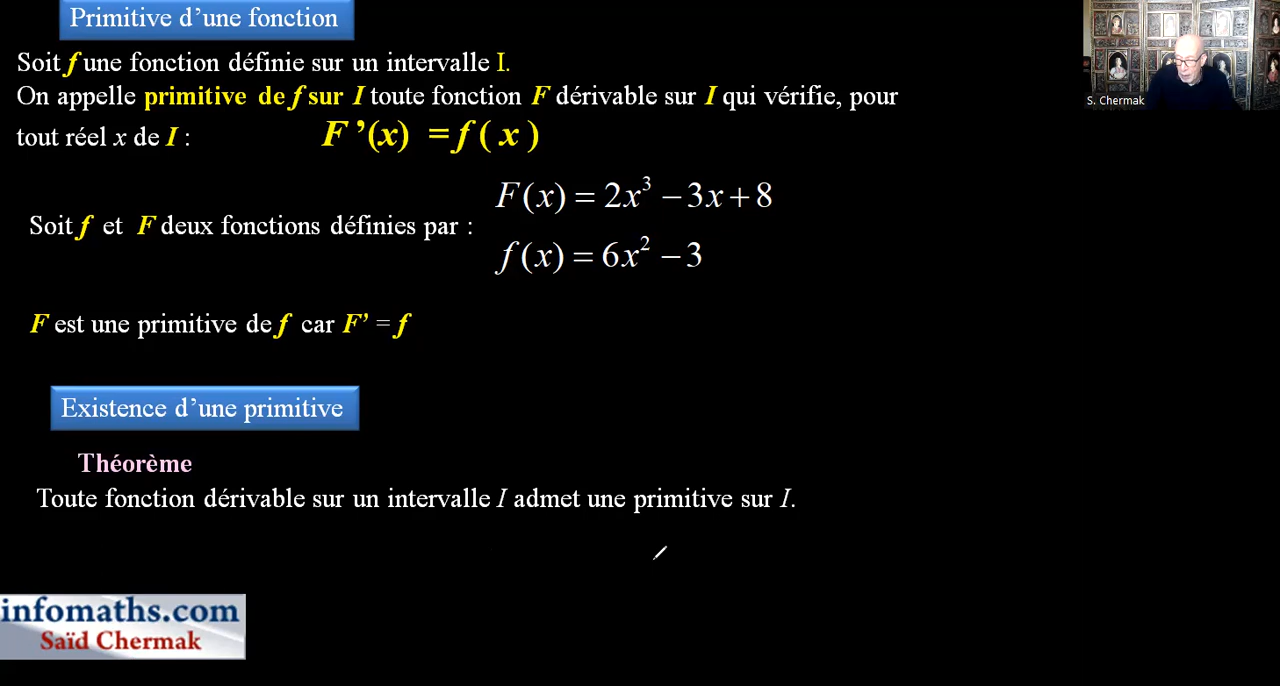 Primitive d’une fonction
Soit f une fonction définie sur un intervalle I.
On appelle primitive de f sur I toute fonction F dérivable sur I qui vérifie, pour
tout réel x de I : F ’(x) = f ( x )
S. Chermak
F(x) = 2x³ − 3x + 8
Soit f et F deux fonctions définies par :
f(x) = 6x² − 3
F est une primitive de f car F’ = f
Existence d’une primitive
Théorème
Toute fonction dérivable sur un intervalle I admet une primitive sur I.
infomaths.com
Saïd Chermak